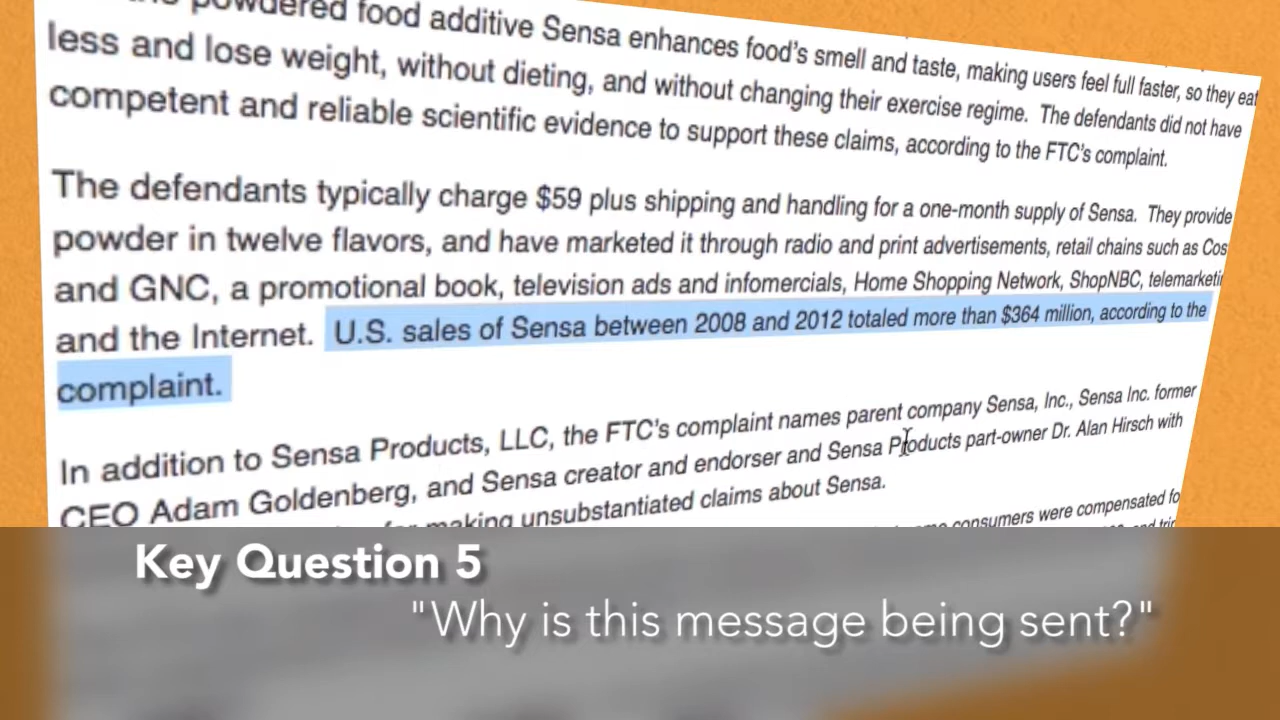 powdered food additive Sensa enhances food's smell and taste, making users feel full faster, so they eat
less and lose weight, without dieting, and without changing their exercise regime. The defendants did not have
competent and reliable scientific evidence to support these claims, according to the FTC's complaint.
The defendants typically charge $59 plus shipping and handling for a one-month supply of Sensa. They provide
powder in twelve flavors, and have marketed it through radio and print advertisements, retail chains such as Cos
and GNC, a promotional book, television ads and infomercials, Home Shopping Network, ShopNBC, telemarketin
and the Internet. U.S. sales of Sensa between 2008 and 2012 totaled more than $364 million, according to the
complaint.
In addition to Sensa Products, LLC, the FTC's complaint names parent company Sensa, Inc., Sensa Inc. former
CEO Adam Goldenberg, and Sensa creator and endorser and Sensa Products part-owner Dr. Alan Hirsch with
making unsubstantiated claims about Sensa.
consumers were compensated fo
Key Question 5
"Why is this message being sent?"